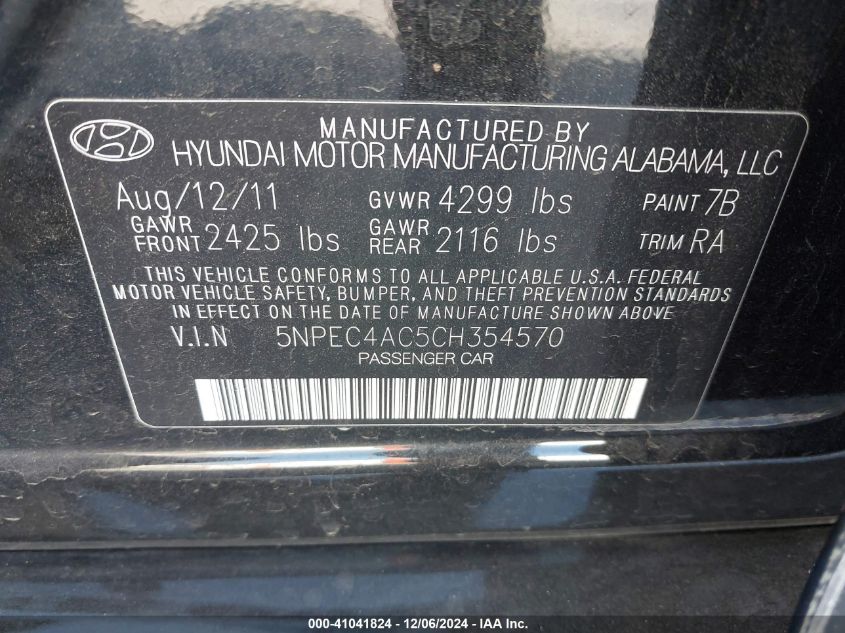 MANUFACTURED BY
HYUNDAI MOTOR MANUFACTURING ALABAMA, LLC
Aug/12/11 GVWR 4299 lbs PAINT 7B
GAWR FRONT 2425 lbs GAWR REAR 2116 lbs TRIM RA
THIS VEHICLE CONFORMS TO ALL APPLICABLE U.S.A. FEDERAL
MOTOR VEHICLE SAFETY, BUMPER, AND THEFT PREVENTION STANDARDS
IN EFFECT ON THE DATE OF MANUFACTURE SHOWN ABOVE
V.I.N 5NPEC4AC5CH354570
PASSENGER CAR
000-41041824 - 12/06/2024 - IAA Inc.